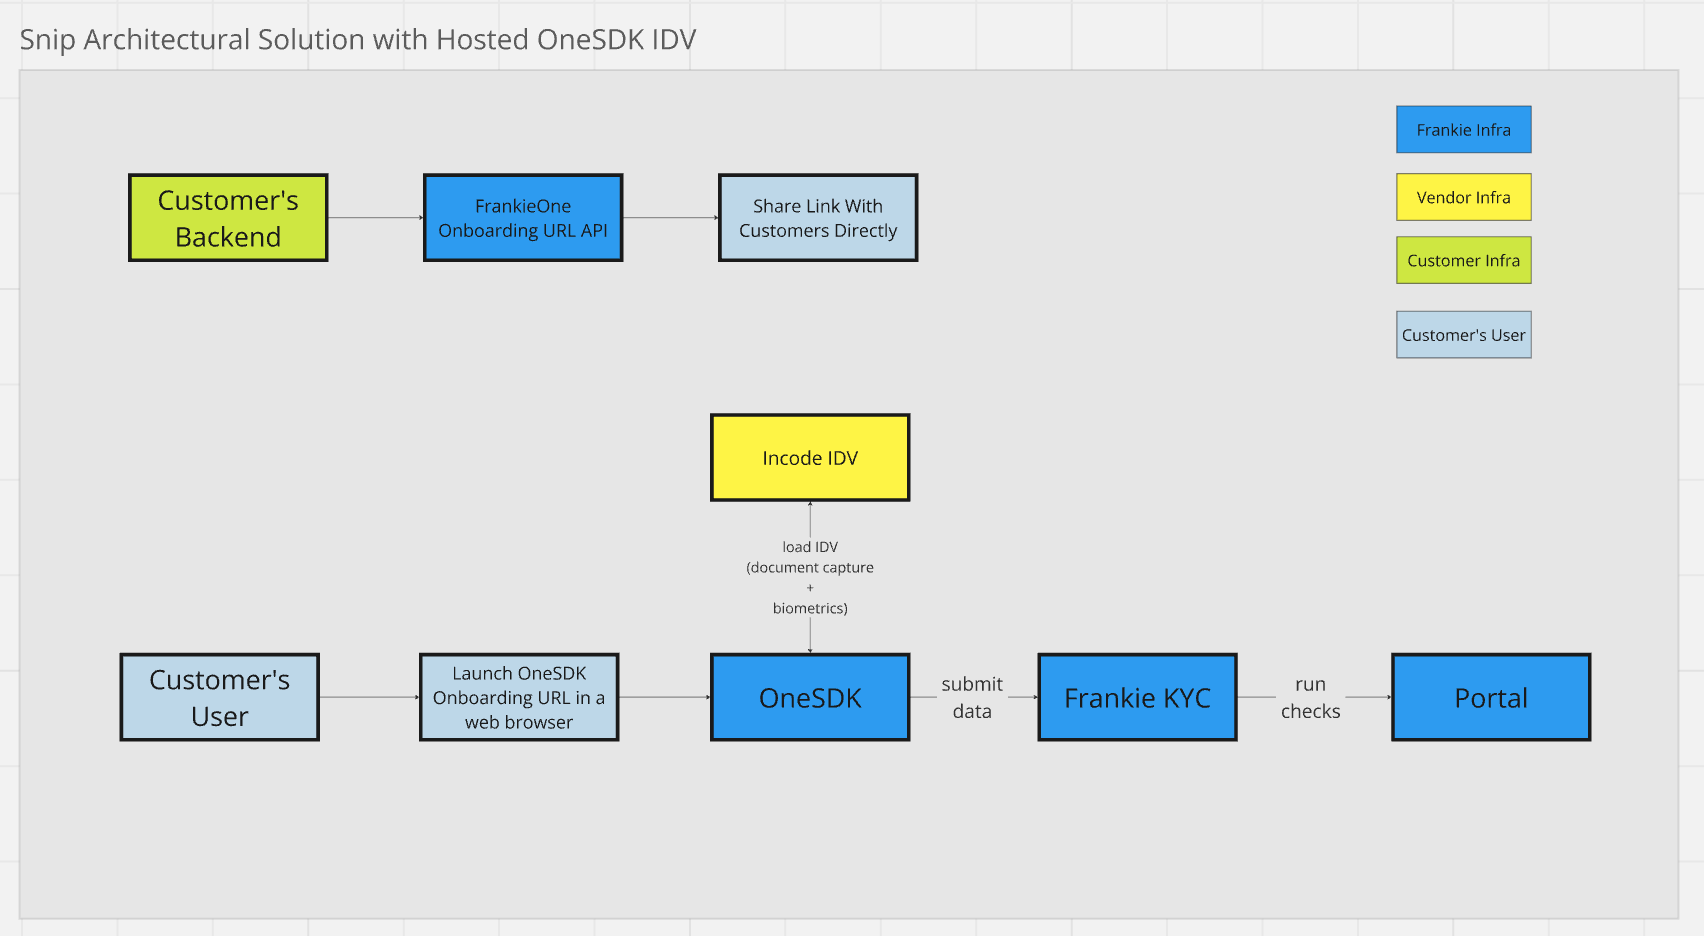 Snip Architectural Solution with Hosted OneSDK IDV
Frankie Infra
Vendor Infra
Customer Infra
Customer's User
Customer's
Backend
FrankieOne
Onboarding URL API
Share Link With
Customers Directly
Incode IDV
load IDV
(document capture
+
biometrics)
Customer's
User
Launch OneSDK
Onboarding URL in a
web browser
OneSDK
submit
data
Frankie KYC
run
checks
Portal